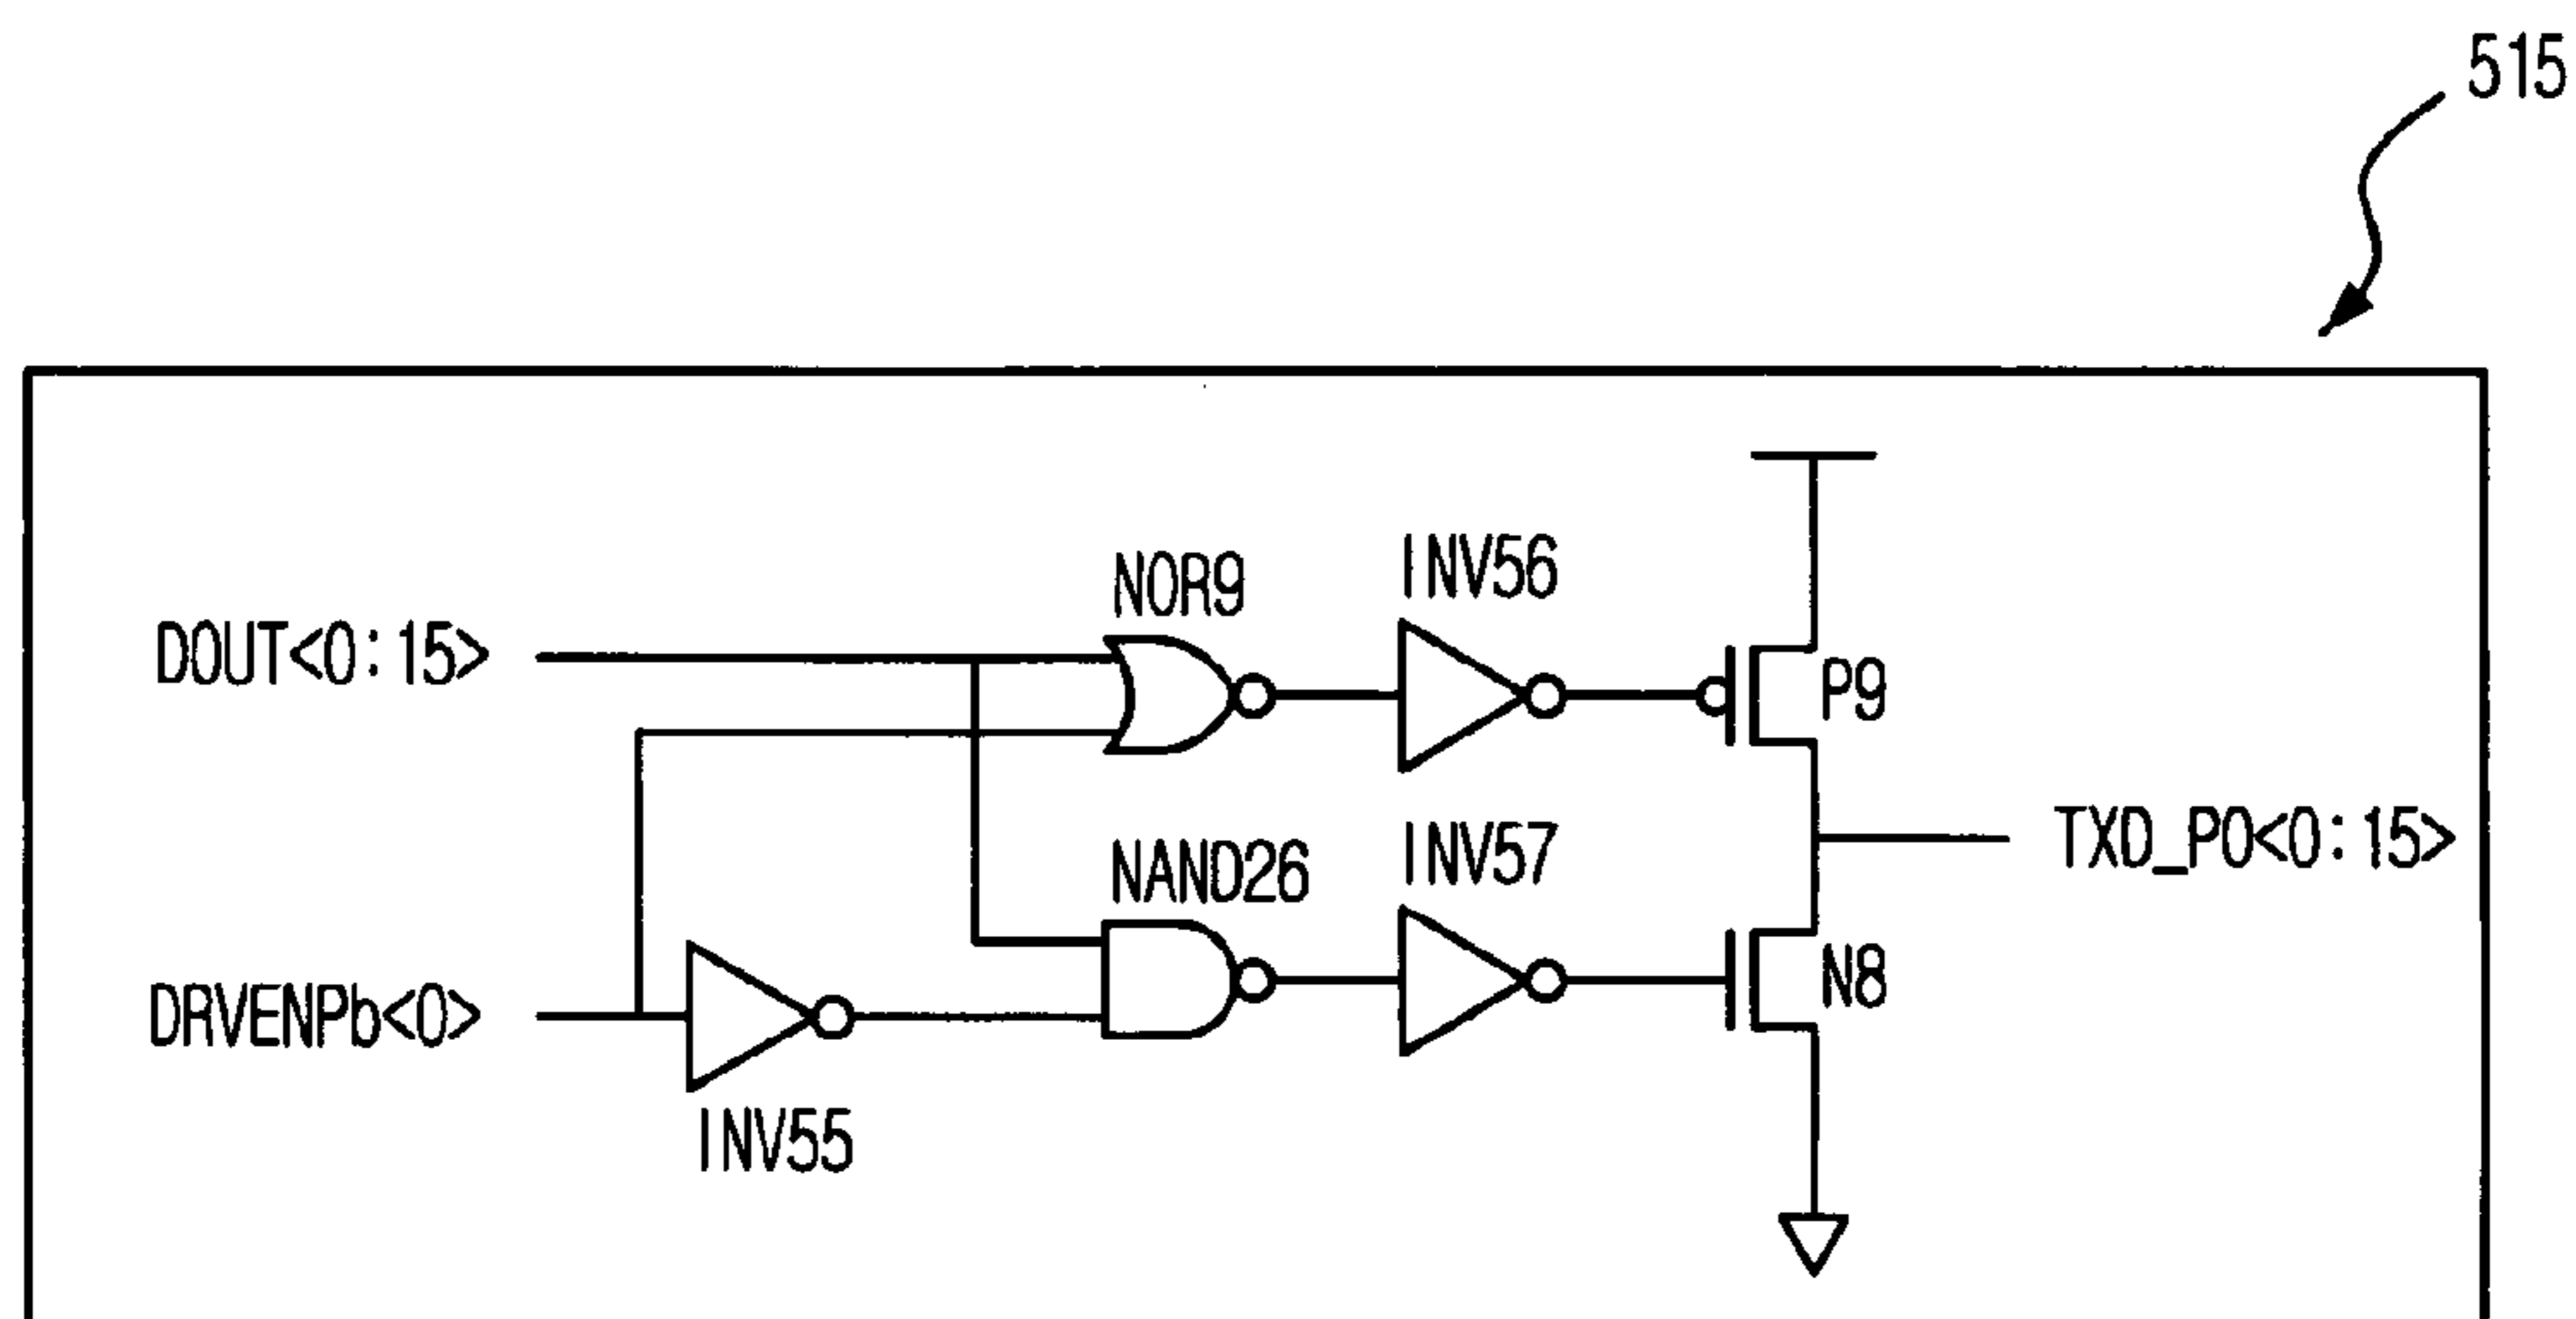 515
INV56
NOR9
DOUT<0:15>
P9
TXD_P0<0:15>
INV57
NAND26
N8
DRVENPb<0>
INV55